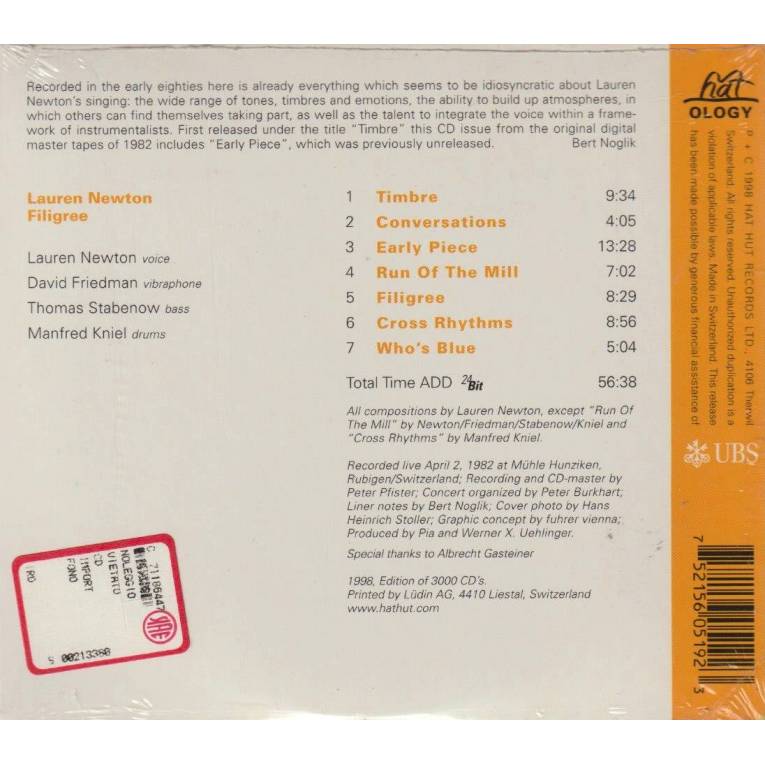 Recorded in the early eighties here is already everything which seems to be idiosyncratic about Lauren
Newton's singing: the wide range of tones, timbres and emotions, the ability to build up atmospheres, in
which others can find themselves taking part, as well as the talent to integrate the voice within a frame-
work of instrumentalists. First released under the title "Timbre" this CD issue from the original digital
master tapes of 1982 includes "Early Piece", which was previously unreleased. Bert Noglik
Lauren Newton
Filigree
Lauren Newton voice
David Friedman vibraphone
Thomas Stabenow bass
Manfred Kniel drums
1 Timbre 9:34
2 Conversations 4:05
3 Early Piece 13:28
4 Run Of The Mill 7:02
5 Filigree 8:29
6 Cross Rhythms 8:56
7 Who's Blue 5:04
Total Time ADD 24Bit 56:38
All compositions by Lauren Newton, except "Run Of
The Mill" by Newton/Friedman/Stabenow/Kniel and
"Cross Rhythms" by Manfred Kniel.
Recorded live April 2, 1982 at Mühle Hunziken,
Rubigen/Switzerland; Recording and CD-master by
Peter Pfister; Concert organized by Peter Burkhart;
Liner notes by Bert Noglik; Cover photo by Hans
Heinrich Stoller; Graphic concept by fuhrer vienna;
Produced by Pia and Werner X. Uehlinger.
Special thanks to Albrecht Gasteiner
1998, Edition of 3000 CD's.
Printed by Lüdin AG, 4410 Liestal, Switzerland
www.hathut.com
hat
OLOGY
P + C 1998 HAT HUT RECORDS LTD., 4106 Therwil
Switzerland. All rights reserved. Unauthorized duplication is a
violation of applicable laws. Made in Switzerland. This release
has been made possible by generous financial assistance of
UBS
7 52156 05192 3
C 71186447
NOLEGGIO
VIETATO
CD
IMPORT
FONO
IRD
SIAE
S 00213380